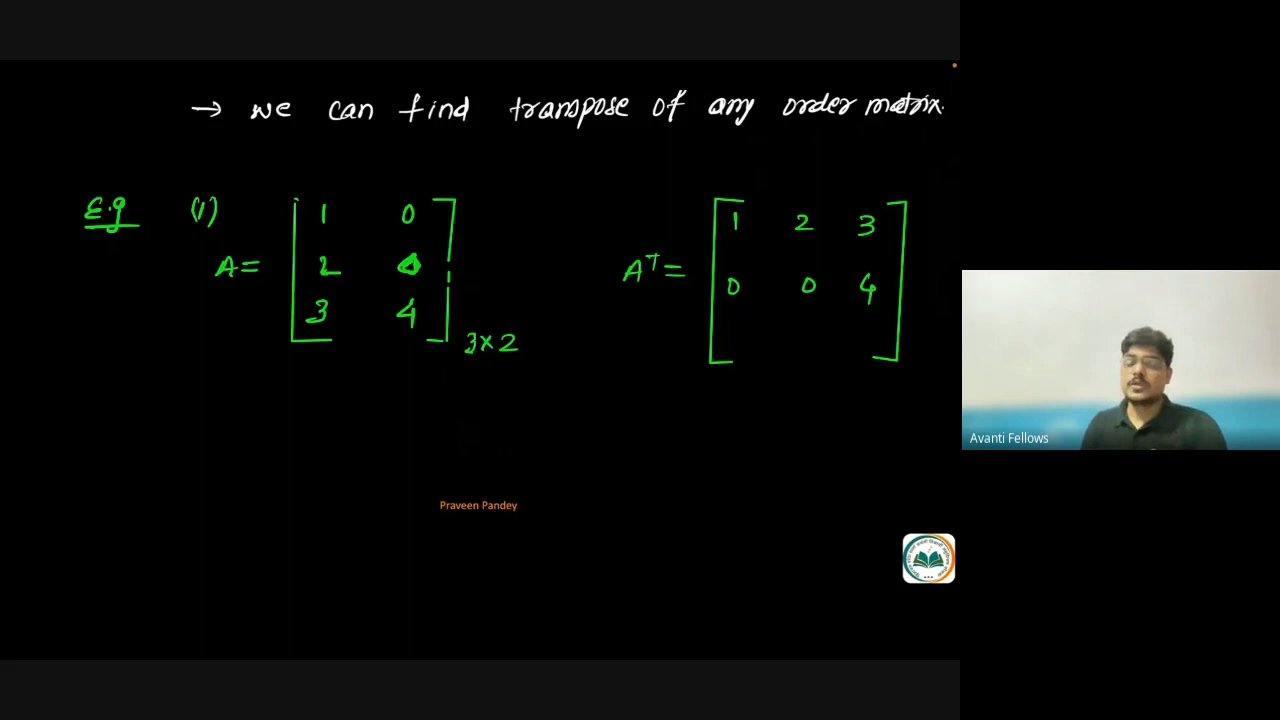 → we can find transpose of any order matrix.
E.g (1)
A = [1 0
2 0
3 4] 3×2
Aᵀ = [1 2 3
0 0 4]
Avanti Fellows
Praveen Pandey